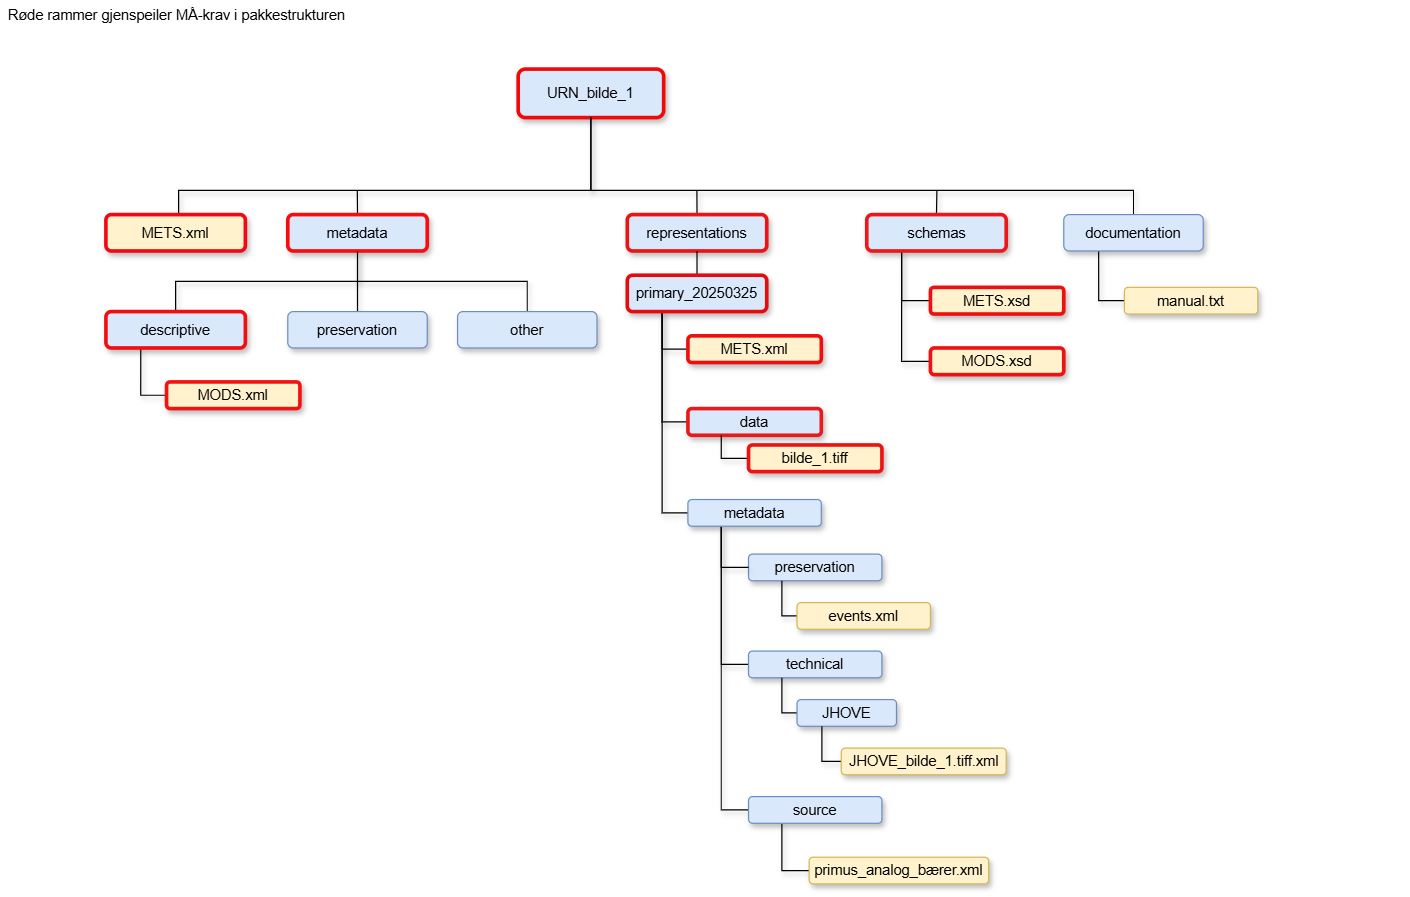 Røde rammer gjenspeiler MÅ-krav i pakkestrukturen
URN_bilde_1
METS.xml
metadata
representations
schemas
documentation
descriptive
preservation
other
MODS.xml
primary_20250325
METS.xml
data
bilde_1.tiff
metadata
preservation
events.xml
technical
JHOVE
JHOVE_bilde_1.tiff.xml
source
primus_analog_bærer.xml
METS.xsd
MODS.xsd
manual.txt